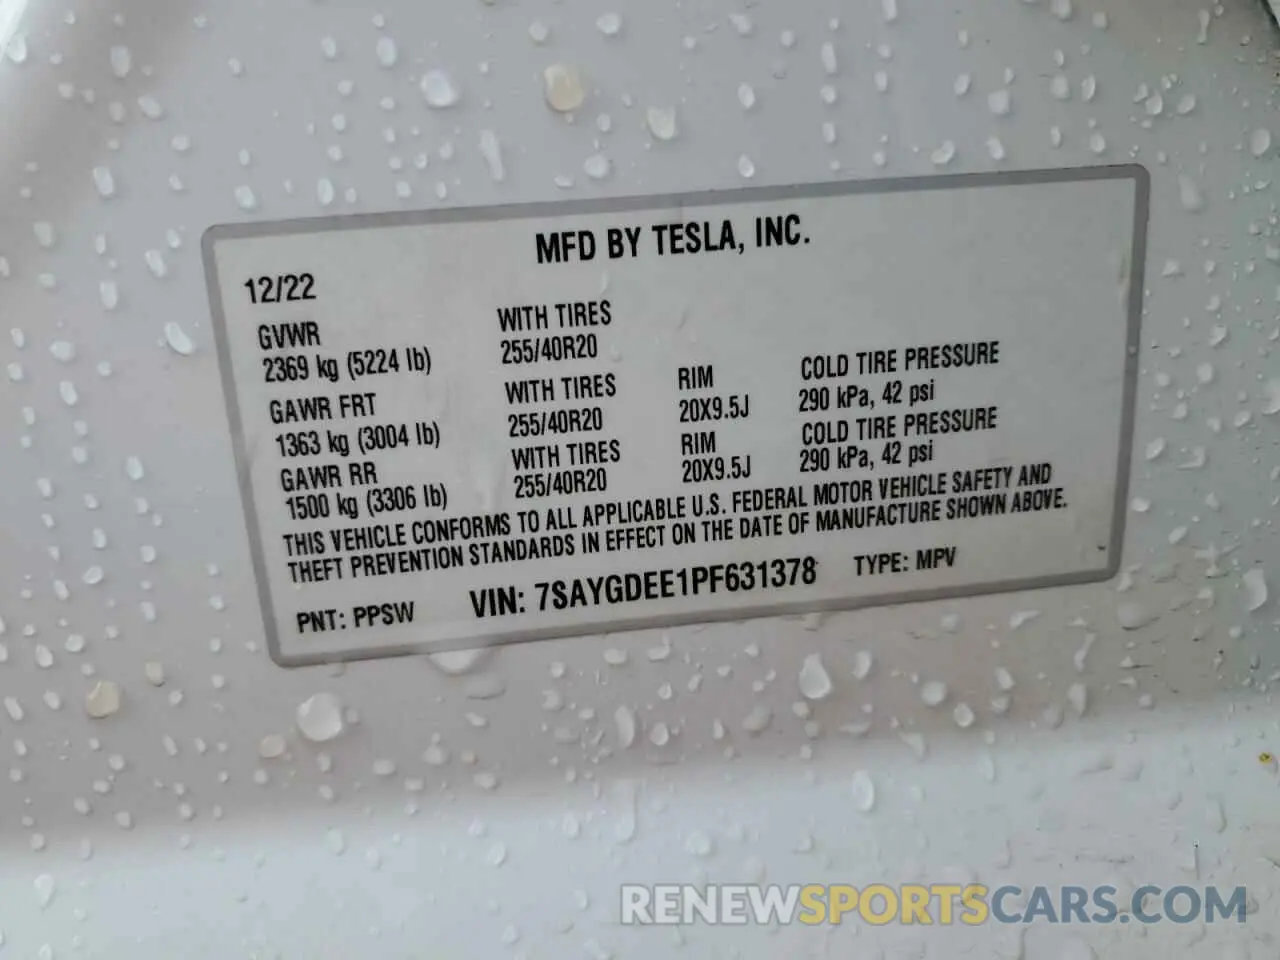 MFD BY TESLA, INC.
12/22
GVWR WITH TIRES
2369 kg (5224 lb) 255/40R20
GAWR FRT WITH TIRES RIM COLD TIRE PRESSURE
1363 kg (3004 lb) 255/40R20 20X9.5J 290 kPa, 42 psi
GAWR RR WITH TIRES RIM COLD TIRE PRESSURE
1500 kg (3306 lb) 255/40R20 20X9.5J 290 kPa, 42 psi
THIS VEHICLE CONFORMS TO ALL APPLICABLE U.S. FEDERAL MOTOR VEHICLE SAFETY AND
THEFT PREVENTION STANDARDS IN EFFECT ON THE DATE OF MANUFACTURE SHOWN ABOVE.
PNT: PPSW VIN: 7SAYGDEE1PF631378 TYPE: MPV
RENEWSPORTSCARS.COM